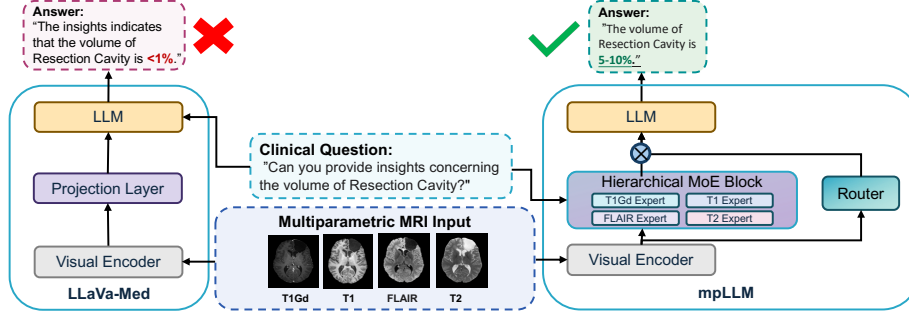 Answer:
“The insights indicates
that the volume of
Resection Cavity is <1%.”
LLM
Projection Layer
Visual Encoder
LLaVa-Med
Clinical Question:
"Can you provide insights concerning
the volume of Resection Cavity?"
Multiparametric MRI Input
T1Gd T1 FLAIR T2
Answer:
"The volume of
Resection Cavity is
5-10%.”
LLM
Hierarchical MoE Block
T1Gd Expert T1 Expert
FLAIR Expert T2 Expert
Router
Visual Encoder
mpLLM